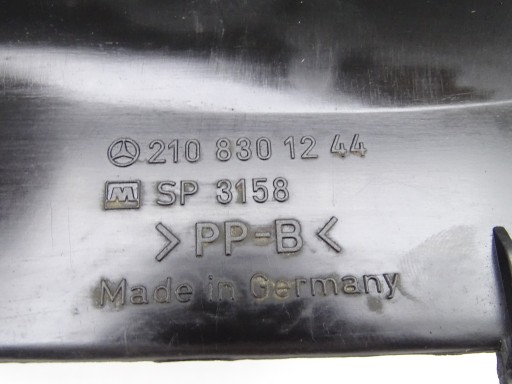 210 830 12 44
M SP 3158
>PP-B<
Made in Germany